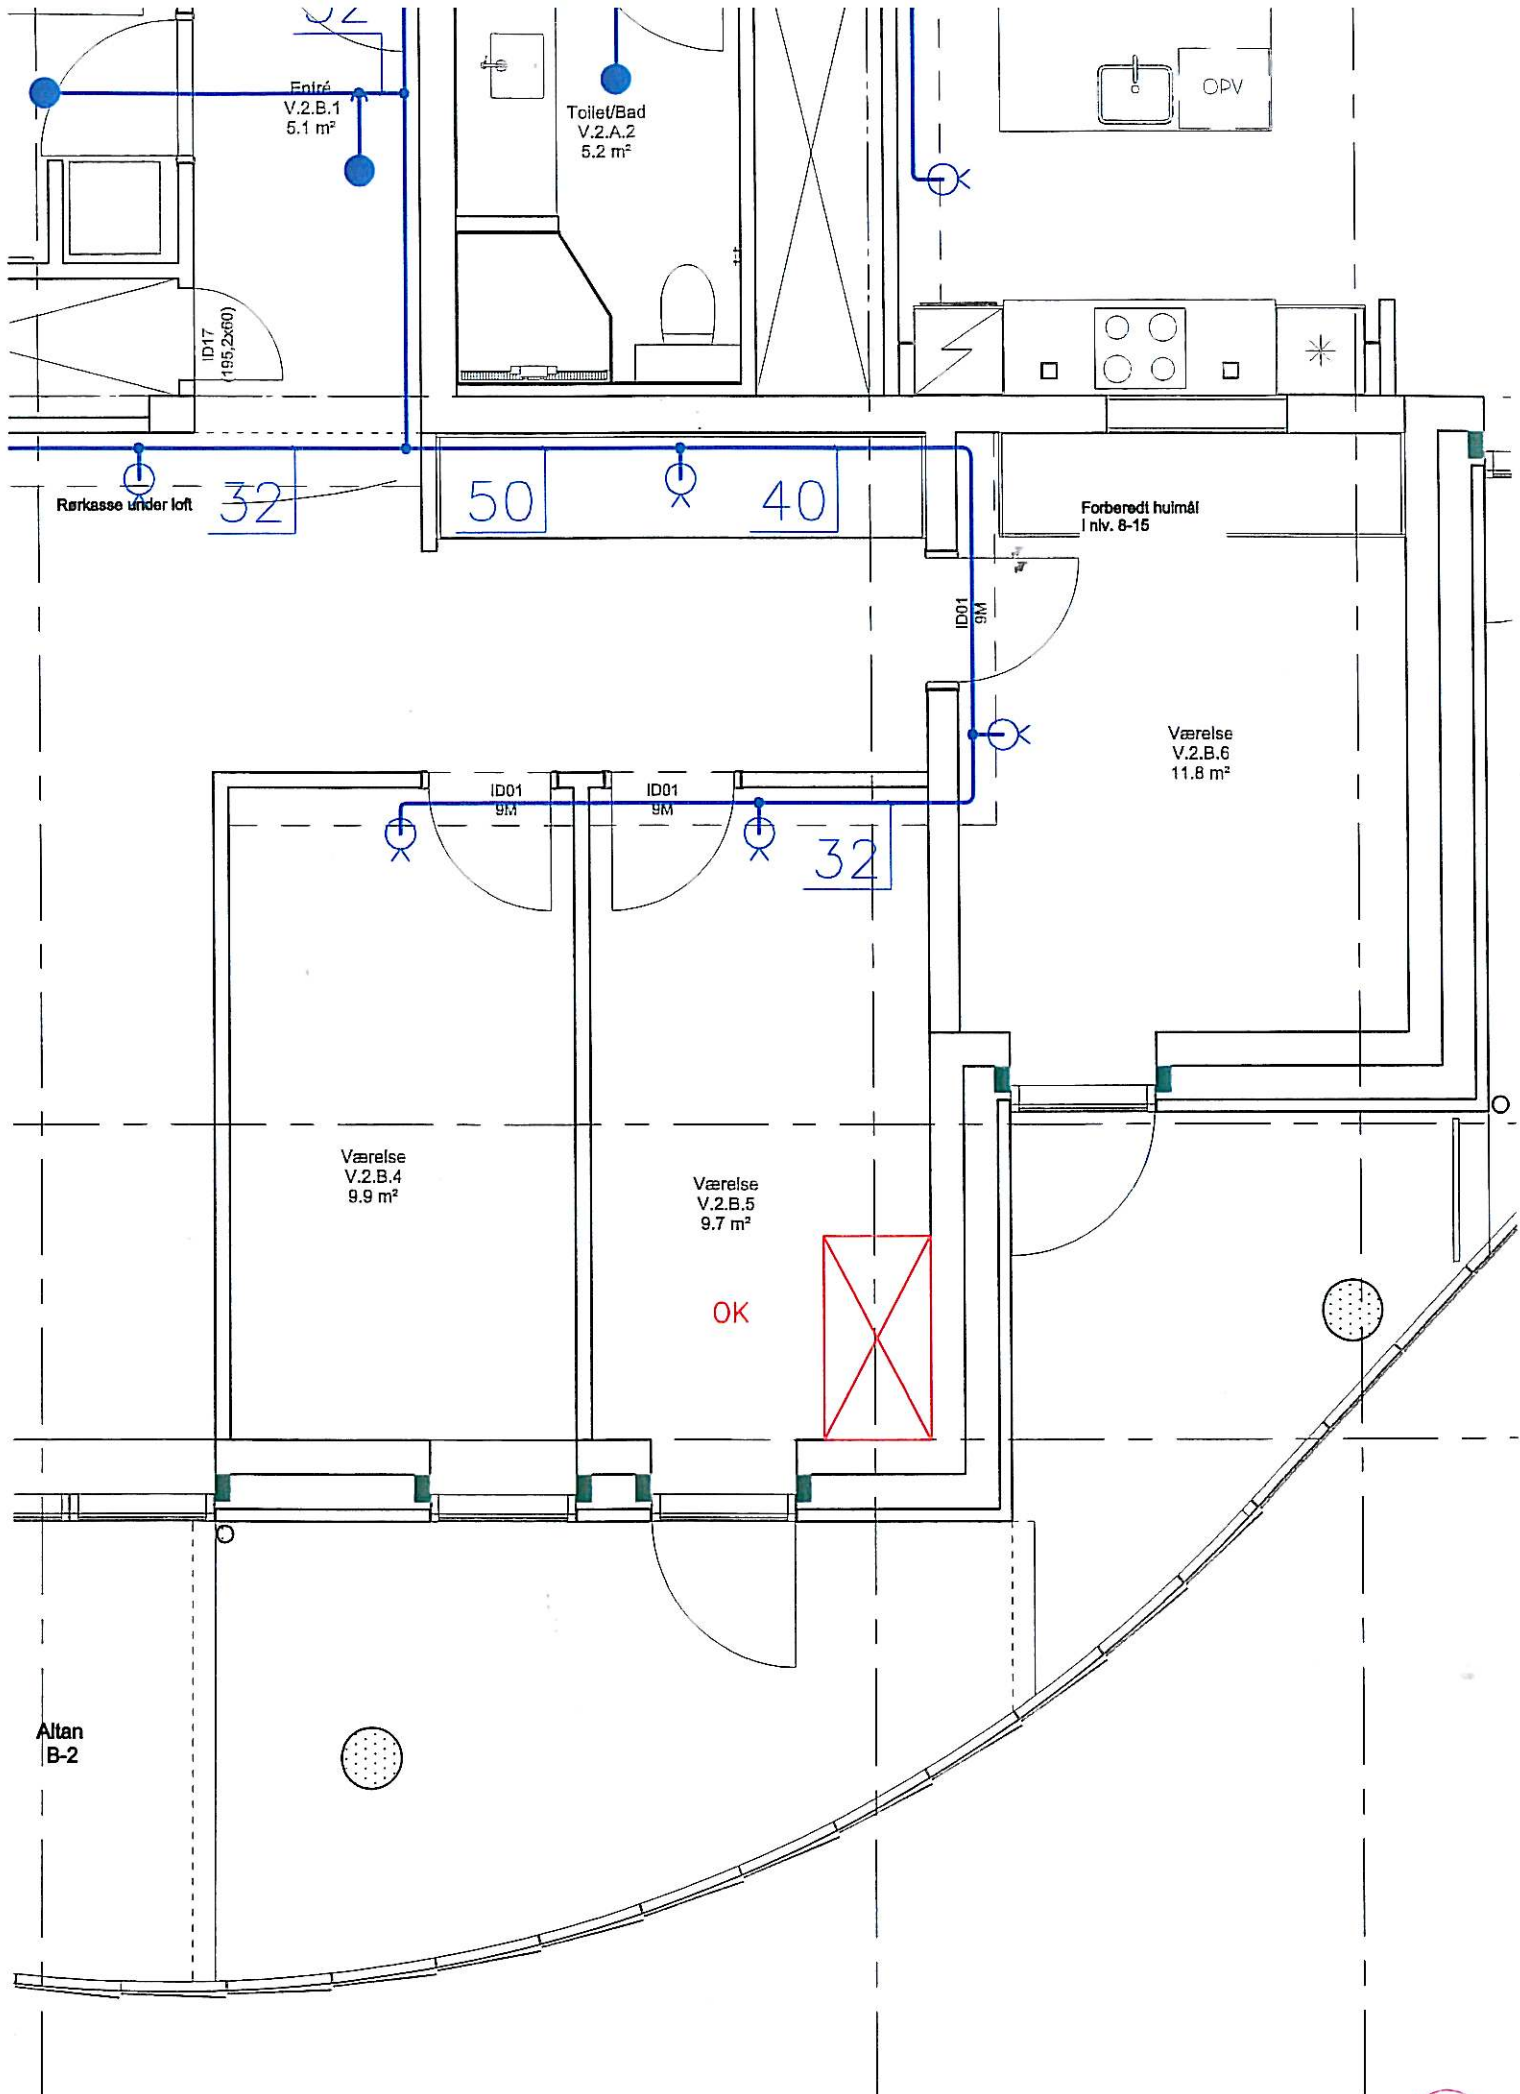 32
Entré
V.2.B.1
5.1 m²
Toilet/Bad
V.2.A.2
5.2 m²
OPV
ID17
(195,2x60)
Rørkasse under loft
32
50
40
Forberedt hulmål
i niv. 8-15
ID01
9M
Værelse
V.2.B.6
11.8 m²
ID01
9M
ID01
9M
32
Værelse
V.2.B.4
9.9 m²
Værelse
V.2.B.5
9.7 m²
OK
Altan
B-2